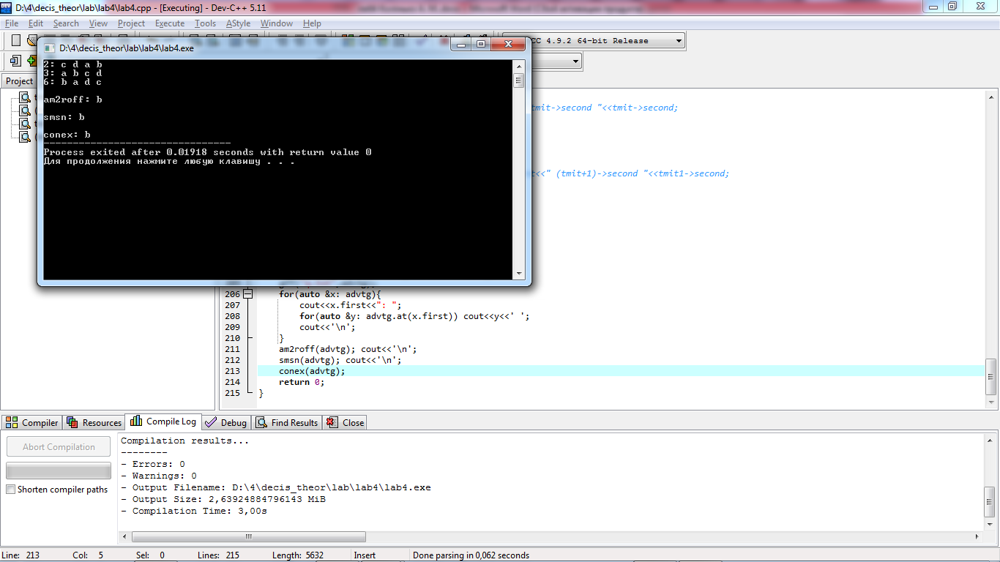 D:\4\decis_theor\lab\lab4\lab4.cpp - [Executing] - Dev-C++ 5.11
File Edit Search View Project Execute Tools AStyle Window Help
CC 4.9.2 64-bit Release
D:\4\decis_theor\lab\lab4\lab4.exe
2: c d a b
3: a b c d
6: b a d c
am2roff: b
smsn: b
conex: b
--------------------------------
Process exited after 0.01918 seconds with return value 0
Для продолжения нажмите любую клавишу . . .
Project
tmit->second "<<tmit->second;
<<" (tmit+1)->second "<<tmit1->second;
206 for(auto &x: advtg){
207 cout<<x.first<<": ";
208 for(auto &y: advtg.at(x.first)) cout<<y<<' ';
209 cout<<'\n';
210 }
211 am2roff(advtg); cout<<'\n';
212 smsn(advtg); cout<<'\n';
213 conex(advtg);
214 return 0;
215 }
Compiler Resources Compile Log Debug Find Results Close
Abort Compilation
Shorten compiler paths
Compilation results...
--------
- Errors: 0
- Warnings: 0
- Output Filename: D:\4\decis_theor\lab\lab4\lab4.exe
- Output Size: 2,63924884796143 MiB
- Compilation Time: 3,00s
Line: 213 Col: 5 Sel: 0 Lines: 215 Length: 5632 Insert Done parsing in 0,062 seconds